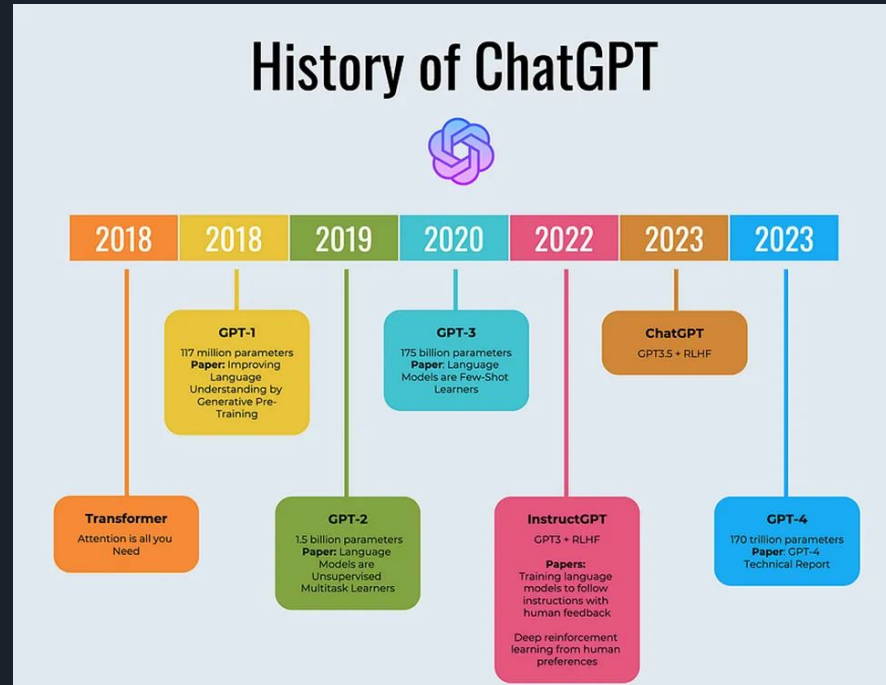 History of ChatGPT
2018
2018
2019
2020
2022
2023
2023
GPT-1
117 million parameters
Paper: Improving
Language
Understanding by
Generative Pre-
Training
GPT-3
175 billion parameters
Paper: Language
Models are Few-Shot
Learners
ChatGPT
GPT3.5 + RLHF
Transformer
Attention is all you
Need
GPT-2
1.5 billion parameters
Paper: Language
Models are
Unsupervised
Multitask Learners
InstructGPT
GPT3 + RLHF
Papers:
Training language
models to follow
instructions with
human feedback
Deep reinforcement
learning from human
preferences
GPT-4
170 trillion parameters
Paper: GPT-4
Technical Report